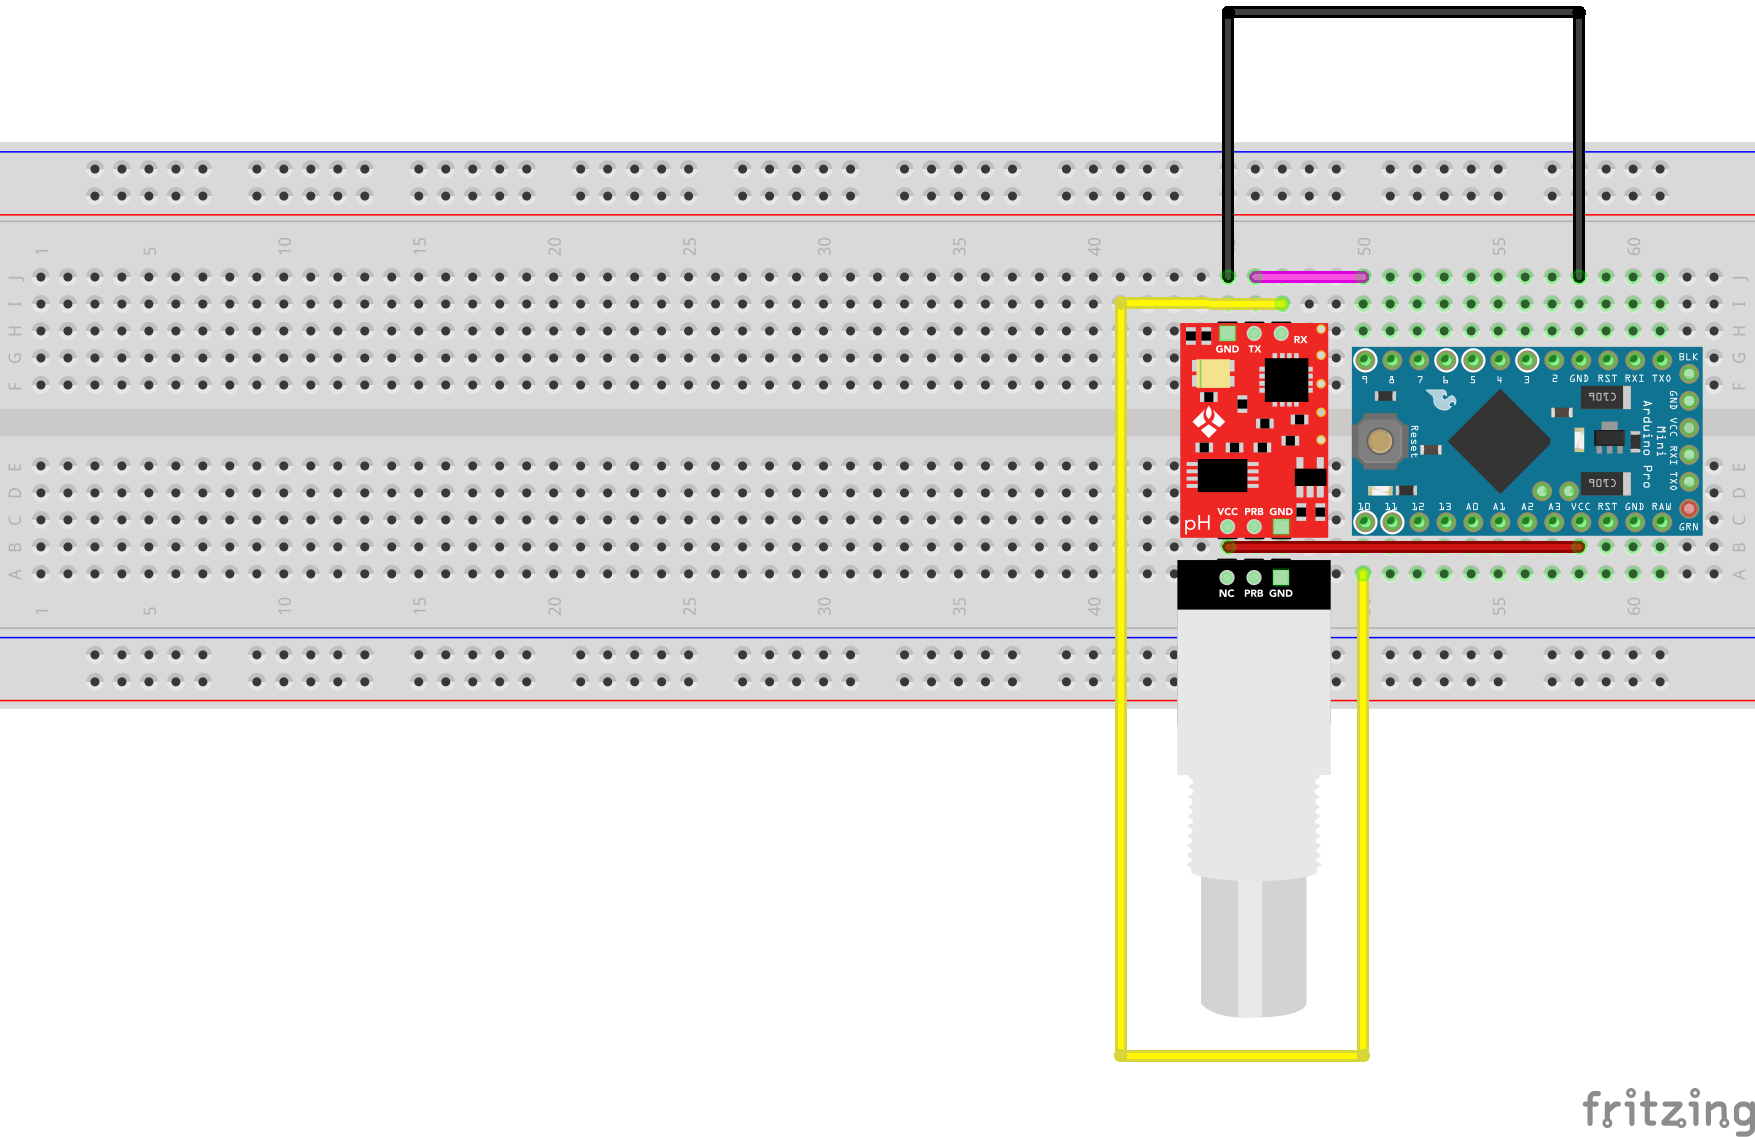 1 5 10 15 20 25 30 35 40 50 55 60
J J
I I
H H
G G
F F
GND TX RX
9 8 7 6 5 4 3 2 GND RST RXI TXO BLK
GND VCC RXI TXO
Arduino Pro
Mini
Reset
E E
D D
C C
B B
A A
VCC PRB GND
pH
10 11 12 13 A0 A1 A2 A3 VCC RST GND RAW
GRN
NC PRB GND
1 5 10 15 20 25 30 35 40 55 60
fritzing